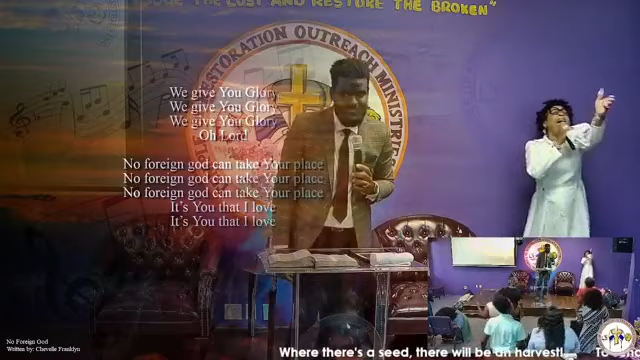 THE LOST AND RESTORE THE BROKEN"
RESTORATION OUTREACH MINISTRIES
We give You Glory
We give You Glory
We give You Glory
Oh Lord!
No foreign god can take Your place
No foreign god can take Your place
No foreign god can take Your place
It's You that I love
It's You that I love
No Foreign God
Written by: Chevelle Franklyn
Where there's a seed, there will be an harvest!